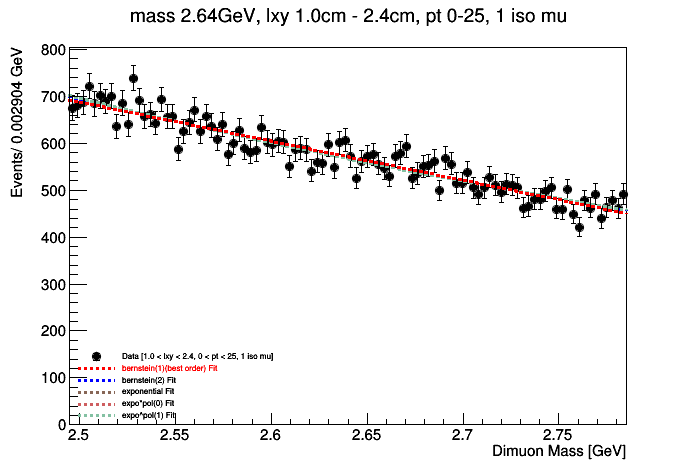 mass 2.64GeV, lxy 1.0cm - 2.4cm, pt 0-25, 1 iso mu
Events/ 0.002904 GeV
800
700
600
500
400
300
200
100
0
Data [1.0 < lxy < 2.4, 0 < pt < 25, 1 iso mu]
bernstein(1)(best order) Fit
bernstein(2) Fit
exponential Fit
expo*pol(0) Fit
expo*pol(1) Fit
2.5 2.55 2.6 2.65 2.7 2.75
Dimuon Mass [GeV]